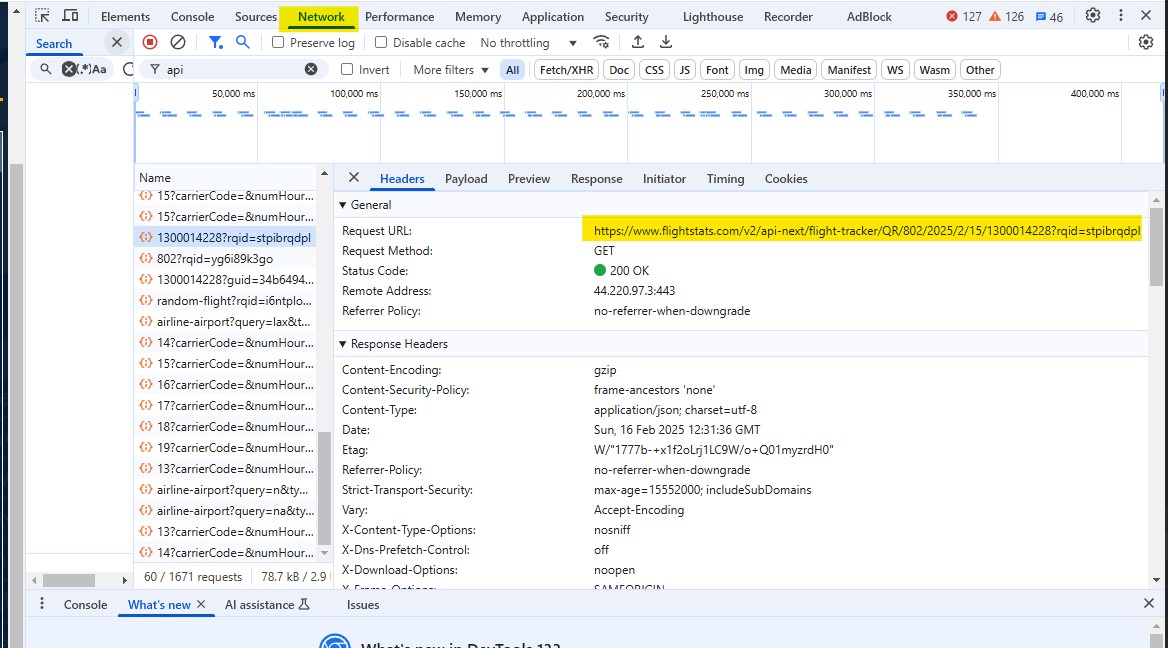 Elements Console Sources Network Performance Memory Application Security Lighthouse Recorder AdBlock 127 126 46
Search Preserve log Disable cache No throttling
(.*) Aa api Invert More filters All Fetch/XHR Doc CSS JS Font Img Media Manifest WS Wasm Other
50,000 ms 100,000 ms 150,000 ms 200,000 ms 250,000 ms 300,000 ms 350,000 ms 400,000 ms
Name
15?carrierCode=&numHour...
15?carrierCode=&numHour...
1300014228?rqid=stpibrqdpl
802?rqid=yg6i89k3go
1300014228?guid=34b6494...
random-flight?rqid=i6ntplo...
airline-airport?query=lax&t...
14?carrierCode=&numHour...
15?carrierCode=&numHour...
16?carrierCode=&numHour...
17?carrierCode=&numHour...
18?carrierCode=&numHour...
19?carrierCode=&numHour...
13?carrierCode=&numHour...
airline-airport?query=n&ty...
airline-airport?query=na&ty...
13?carrierCode=&numHour...
14?carrierCode=&numHour...
60 / 1671 requests 78.7 kB / 2.9
Headers Payload Preview Response Initiator Timing Cookies
General
Request URL: https://www.flightstats.com/v2/api-next/flight-tracker/QR/802/2025/2/15/1300014228?rqid=stpibrqdpl
Request Method: GET
Status Code: 200 OK
Remote Address: 44.220.97.3:443
Referrer Policy: no-referrer-when-downgrade
Response Headers
Content-Encoding: gzip
Content-Security-Policy: frame-ancestors 'none'
Content-Type: application/json; charset=utf-8
Date: Sun, 16 Feb 2025 12:31:36 GMT
Etag: W/"1777b-+x1f2oLrj1LC9W/o+Q01myzrdH0"
Referrer-Policy: no-referrer-when-downgrade
Strict-Transport-Security: max-age=15552000; includeSubDomains
Vary: Accept-Encoding
X-Content-Type-Options: nosniff
X-Dns-Prefetch-Control: off
X-Download-Options: noopen
X-Frame-Options: SAMEORIGIN
Console What's new AI assistance Issues
What's new in DevTools 133